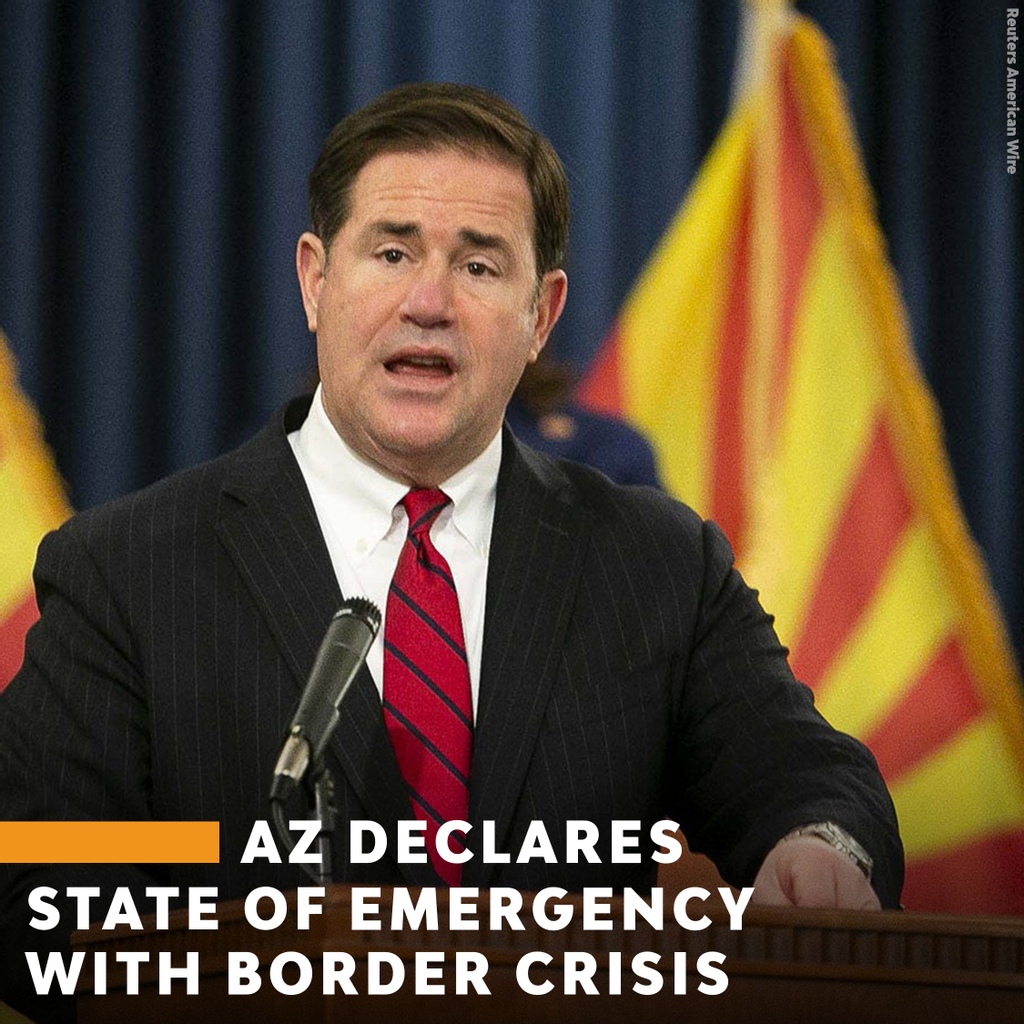 Reuters American Wire
AZ DECLARES
STATE OF EMERGENCY
WITH BORDER CRISIS